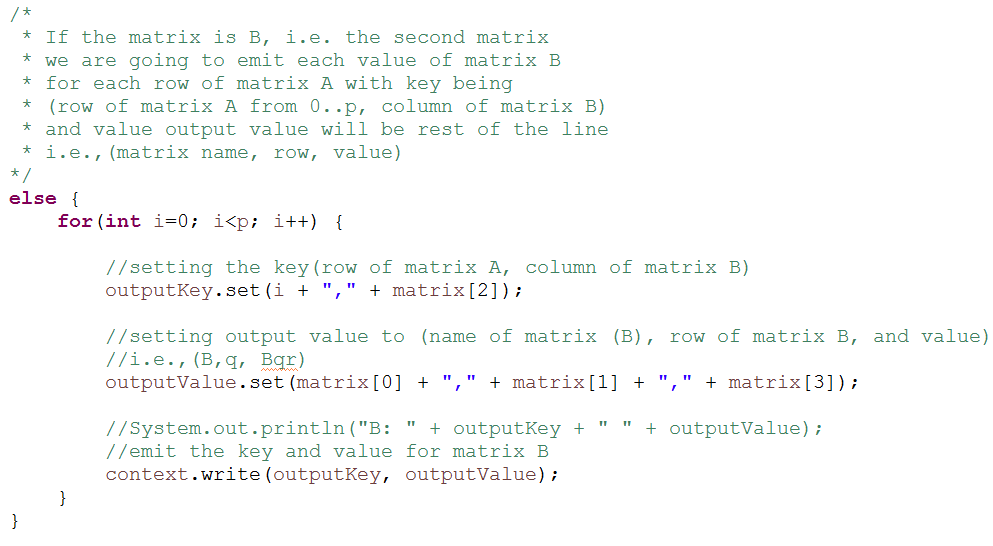 /*
 * If the matrix is B, i.e. the second matrix
 * we are going to emit each value of matrix B
 * for each row of matrix A with key being
 * (row of matrix A from 0..p, column of matrix B)
 * and value output value will be rest of the line
 * i.e.,(matrix name, row, value)
*/
else {
    for(int i=0; i<p; i++) {
        //setting the key(row of matrix A, column of matrix B)
        outputKey.set(i + "," + matrix[2]);
        //setting output value to (name of matrix (B), row of matrix B, and value)
        //i.e.,(B,q, Bqr)
        outputValue.set(matrix[0] + "," + matrix[1] + "," + matrix[3]);
        //System.out.println("B: " + outputKey + " " + outputValue);
        //emit the key and value for matrix B
        context.write(outputKey, outputValue);
    }
}